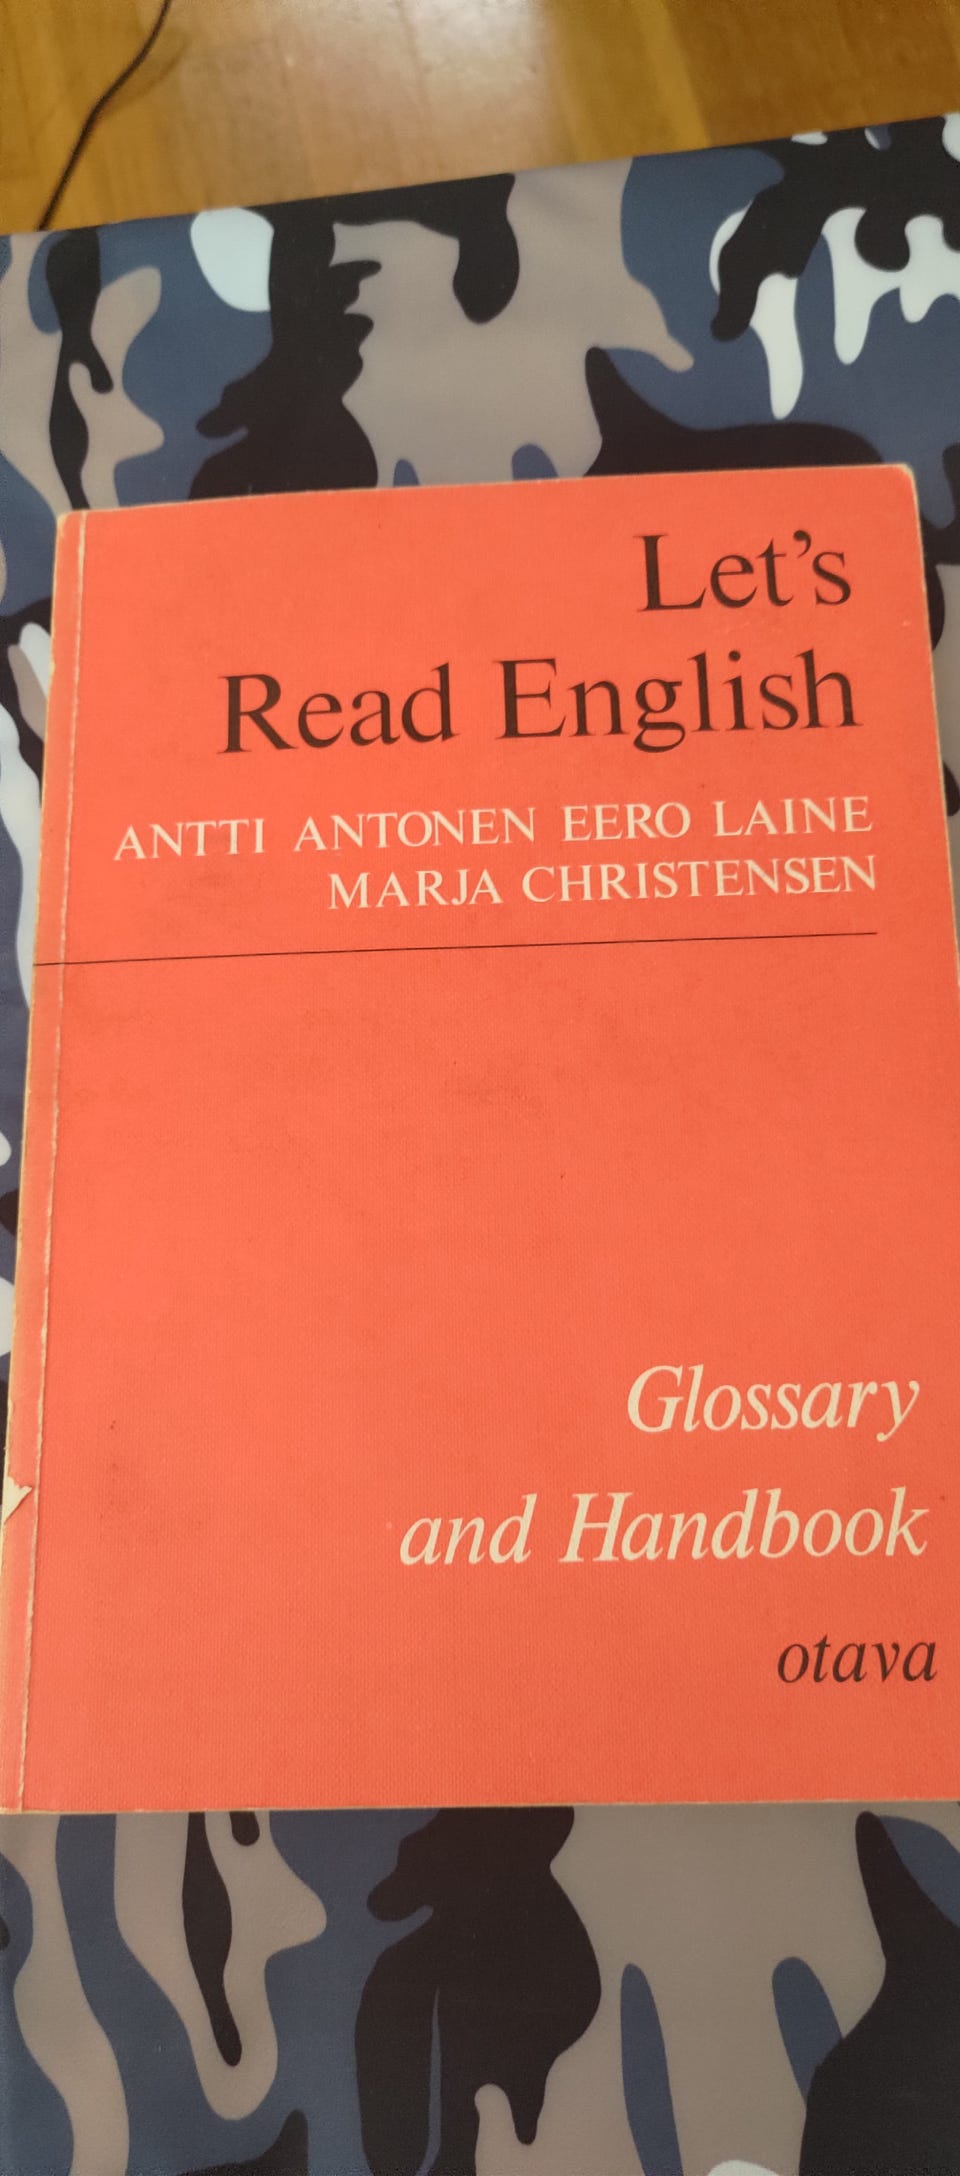 Let's
Read English
ANTTI ANTONEN EERO LAINE
MARJA CHRISTENSEN
Glossary
and Handbook
otava